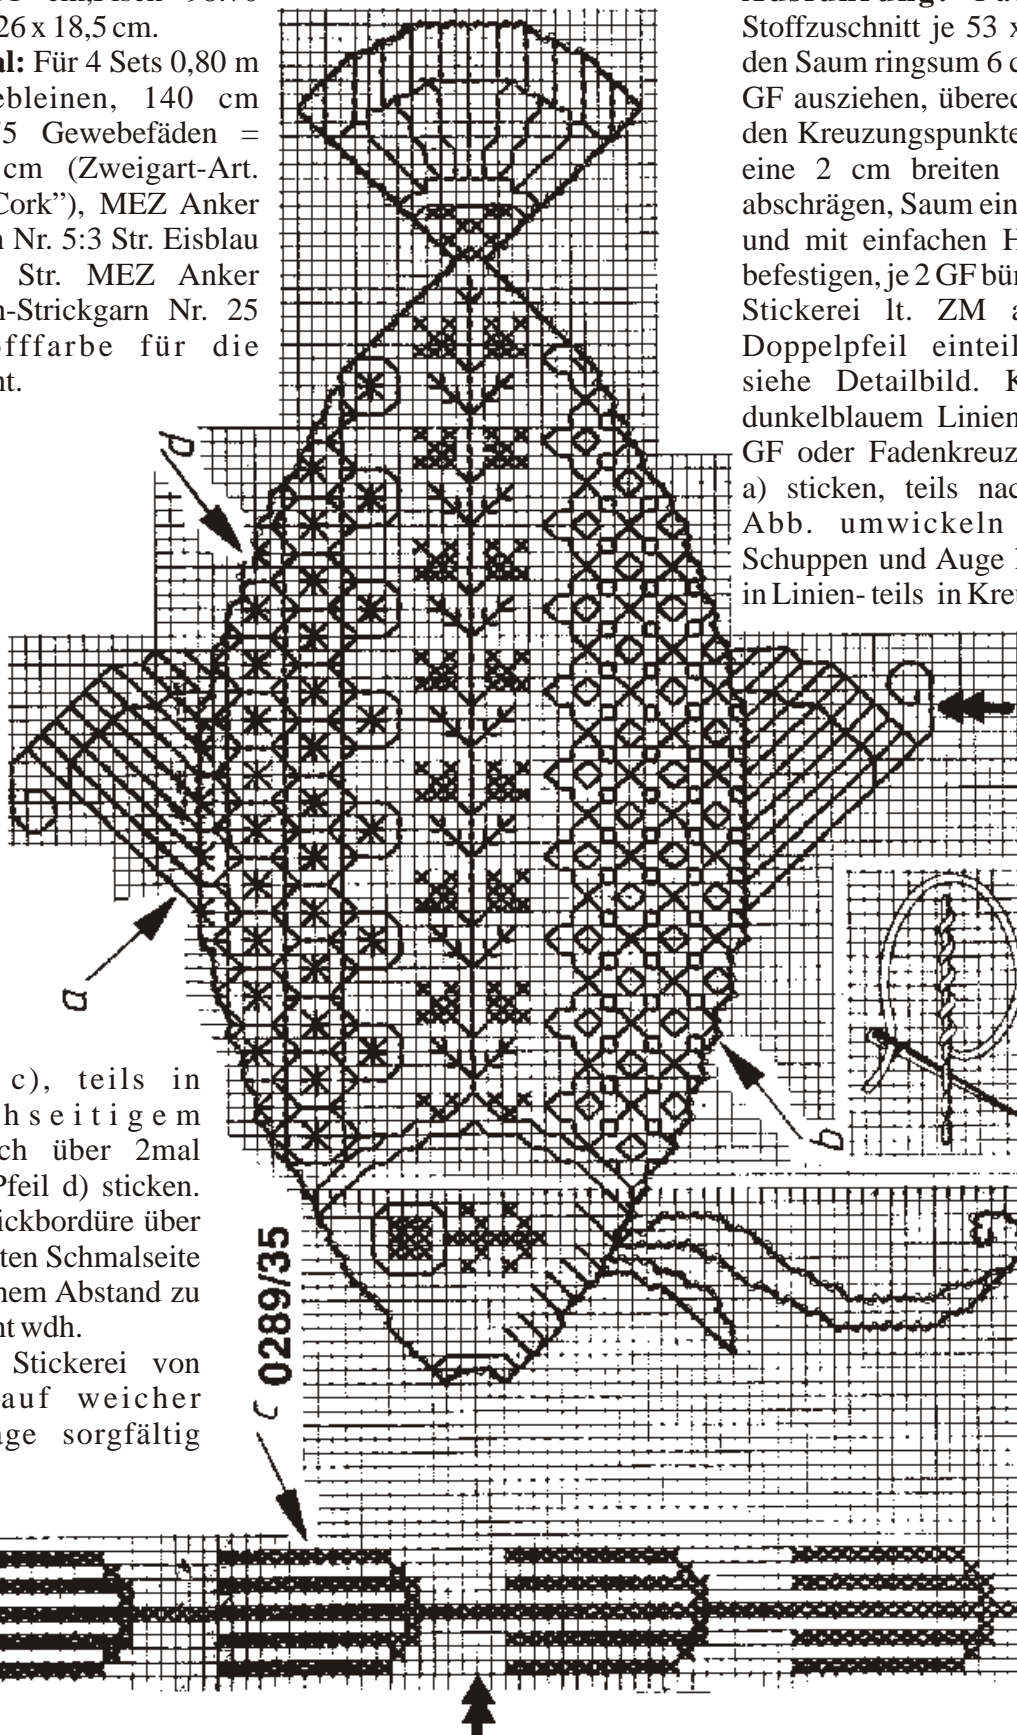 26 x 18,5 cm.
al: Für 4 Sets 0,80 m
ebleinen, 140 cm
75 Gewebefäden =
cm (Zweigart-Art.
Cork”), MEZ Anker
n Nr. 5:3 Str. Eisblau
Str. MEZ Anker
n-Strickgarn Nr. 25
offfarbe für die
nt.
Stoffzuschnitt je 53 x
den Saum ringsum 6 c
GF ausziehen, überec
den Kreuzungspunkte
eine 2 cm breiten
abschrägen, Saum ein
und mit einfachen H
befestigen, je 2 GF bün
Stickerei lt. ZM a
Doppelpfeil einteil
siehe Detailbild. K
dunkelblauem Linien
GF oder Fadenkreuz
a) sticken, teils nac
Abb. umwickeln
Schuppen und Auge
in Linien- teils in Kreu
d
a
b
c), teils in
chseitigem
ch über 2mal
Pfeil d) sticken.
ickbordüre über
ten Schmalseite
hem Abstand zu
nt wdh.
Stickerei von
auf weicher
age sorgfältig
c 0289/35